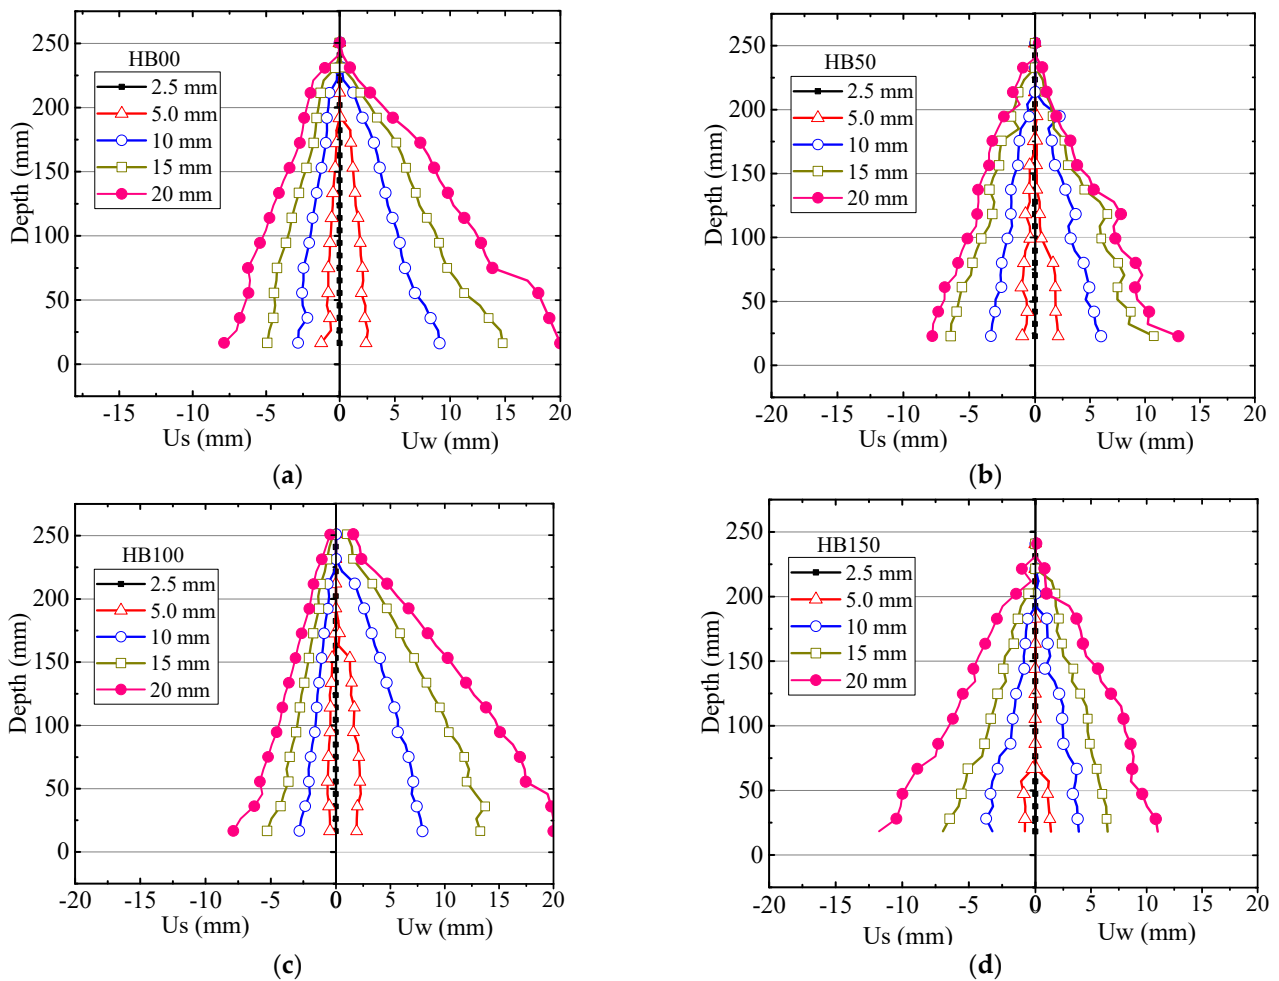 HB00
2.5 mm
5.0 mm
10 mm
15 mm
20 mm
Depth (mm)
250
200
150
100
50
0
-15 -10 -5 0 5 10 15 20
Us (mm) Uw (mm)
(a)
HB50
2.5 mm
5.0 mm
10 mm
15 mm
20 mm
Depth (mm)
250
200
150
100
50
0
-20 -15 -10 -5 0 5 10 15 20
Us (mm) Uw (mm)
(b)
HB100
2.5 mm
5.0 mm
10 mm
15 mm
20 mm
Depth (mm)
250
200
150
100
50
0
-20 -15 -10 -5 0 5 10 15 20
Us (mm) Uw (mm)
(c)
HB150
2.5 mm
5.0 mm
10 mm
15 mm
20 mm
Depth (mm)
250
200
150
100
50
0
-20 -15 -10 -5 0 5 10 15 20
Us (mm) Uw (mm)
(d)